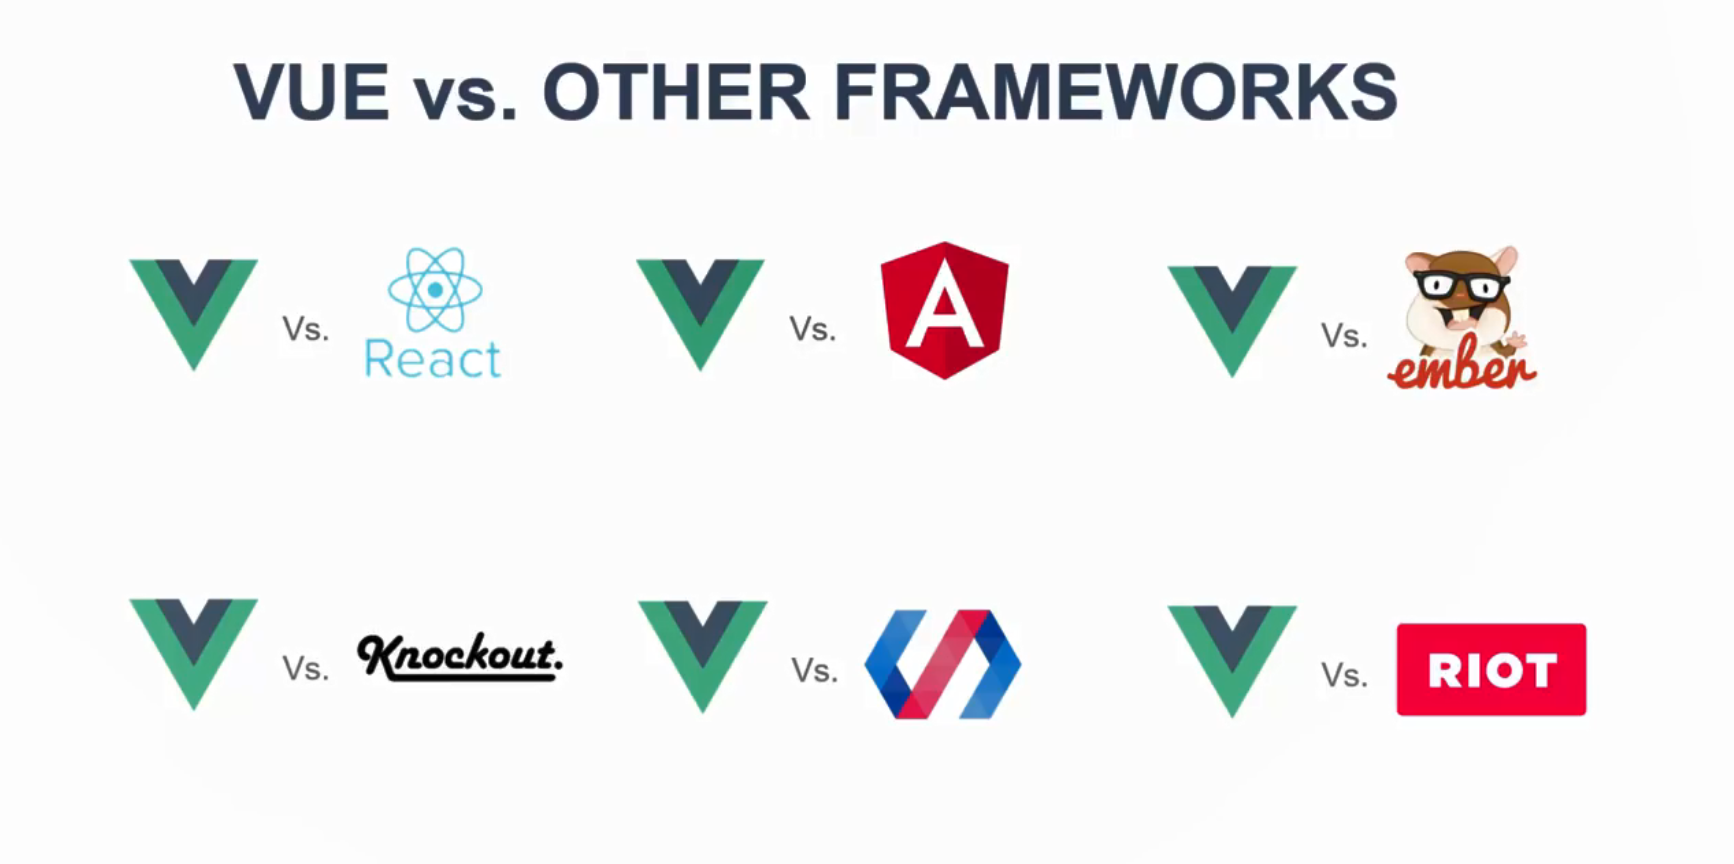 VUE vs. OTHER FRAMEWORKS
Vs.
React
Vs.
A
Vs.
ember
Vs.
Knockout.
Vs.
Vs.
RIOT